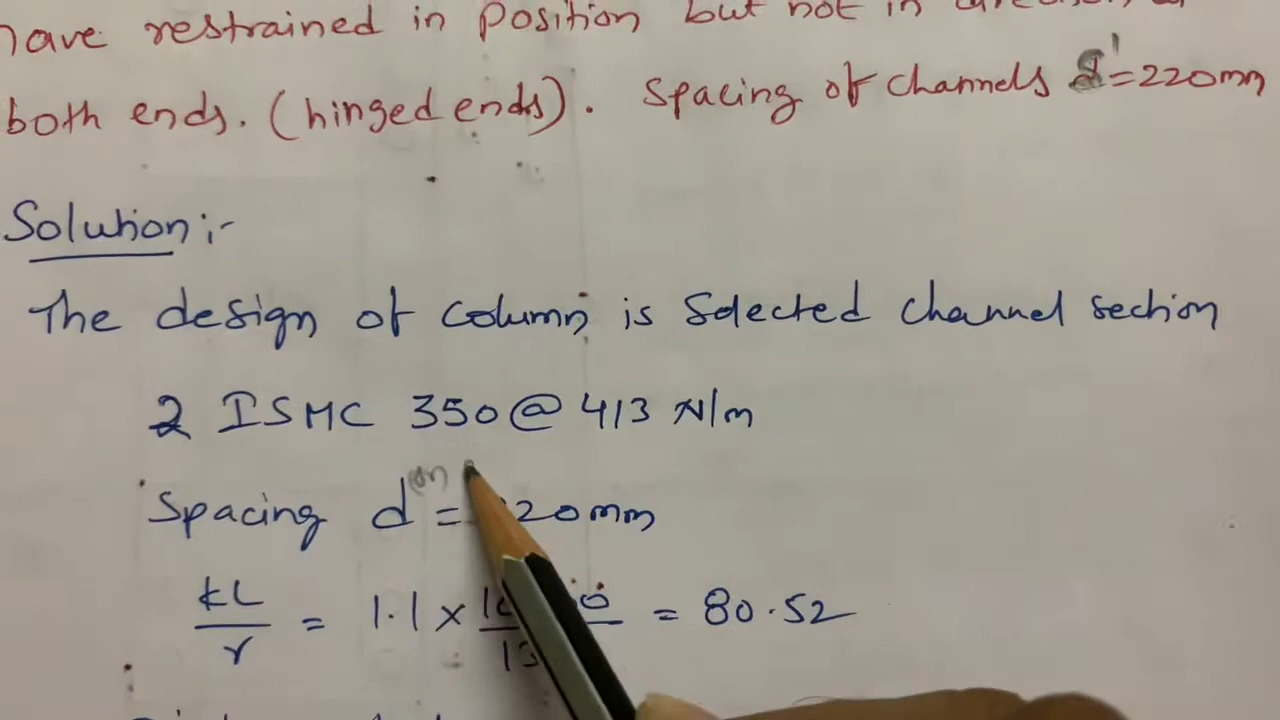 have restrained in position but not in
both ends. (hinged ends). Spacing of channels d'=220mm
Solution:-
The design of column is Selected channel section
2 ISMC 350 @ 413 N/m
Spacing d = 220mm
kL/r = 1.1 × = 80.52